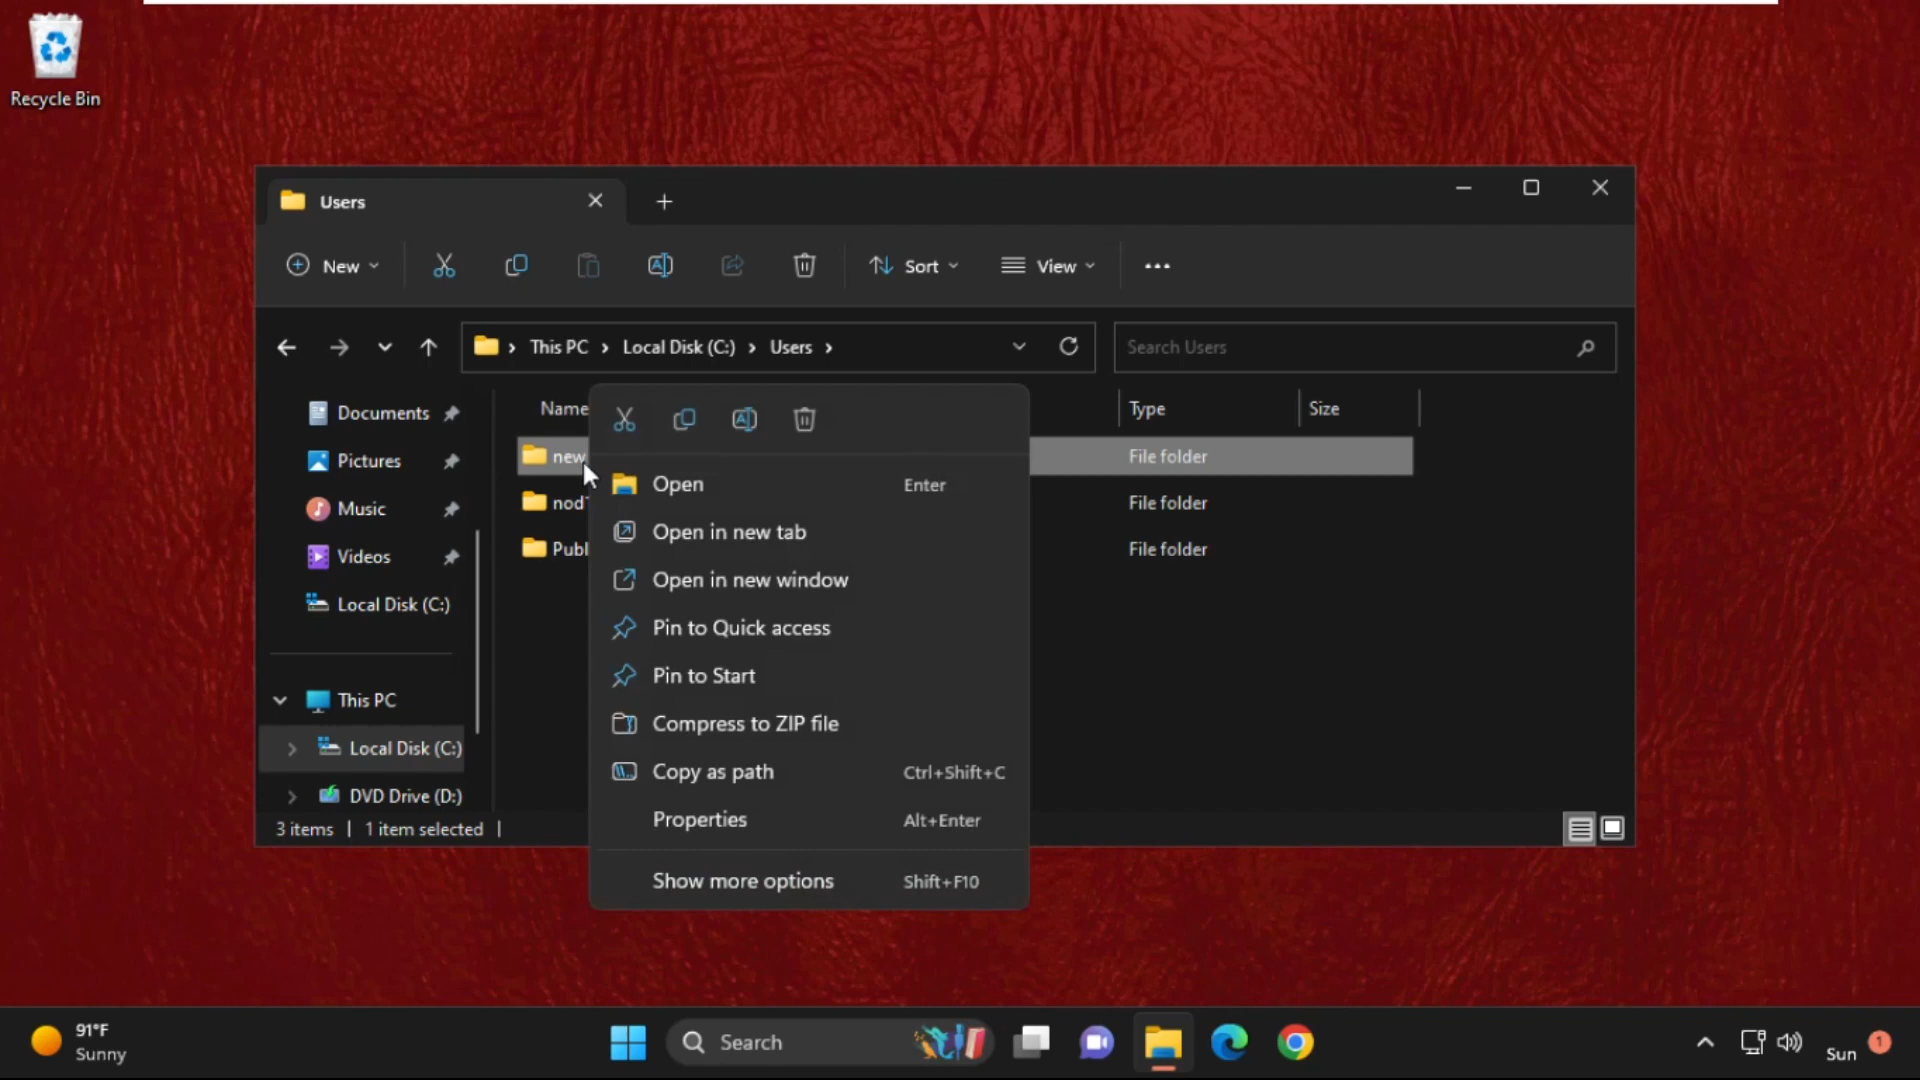 Recycle Bin
Users
New
Sort
View
This PC
Local Disk (C:)
Users
Search Users
Documents
Pictures
Music
Videos
Local Disk (C:)
This PC
Local Disk (C:)
DVD Drive (D:)
Name
Type
Size
new
File folder
File folder
Publ
File folder
Open Enter
Open in new tab
Open in new window
Pin to Quick access
Pin to Start
Compress to ZIP file
Copy as path Ctrl+Shift+C
Properties Alt+Enter
Show more options Shift+F10
3 items
1 item selected
91°F
Sunny
Search
Sun
1